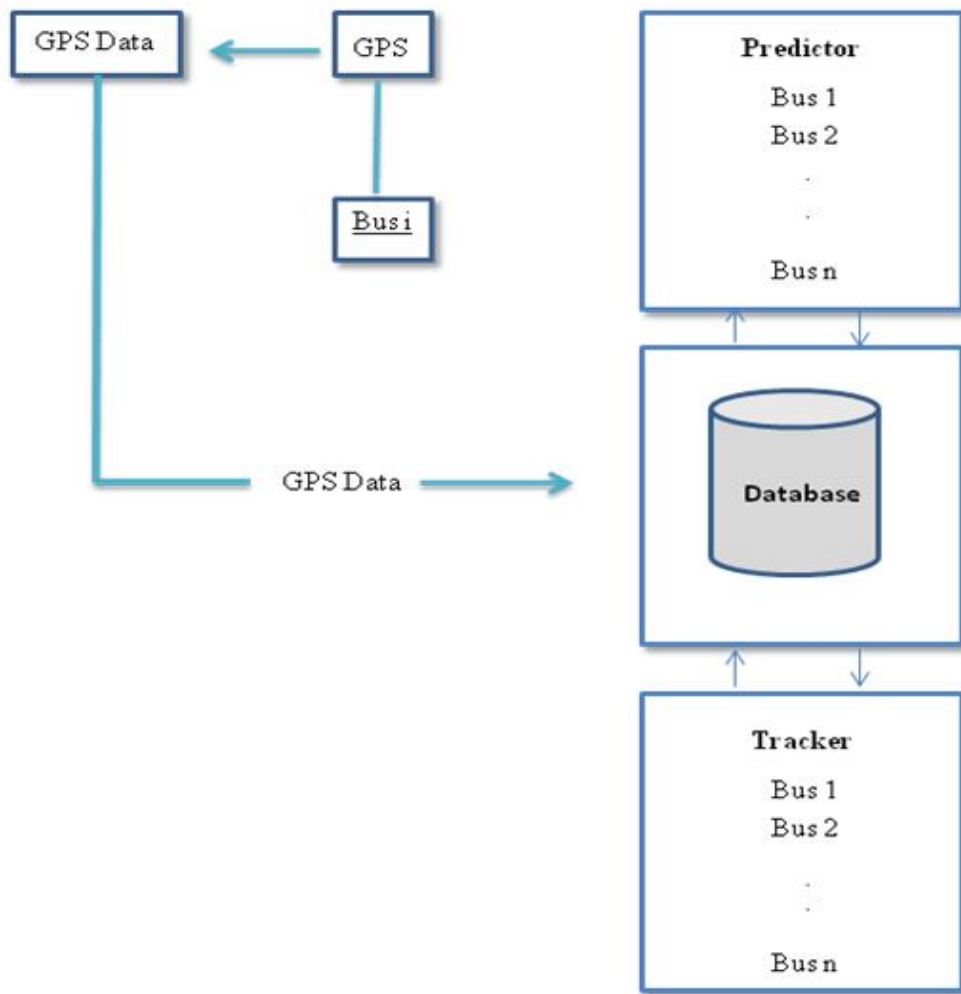 GPS Data
GPS
Bus i
GPS Data
Predictor
Bus 1
Bus 2
.
.
Bus n
Database
Tracker
Bus 1
Bus 2
.
.
Bus n